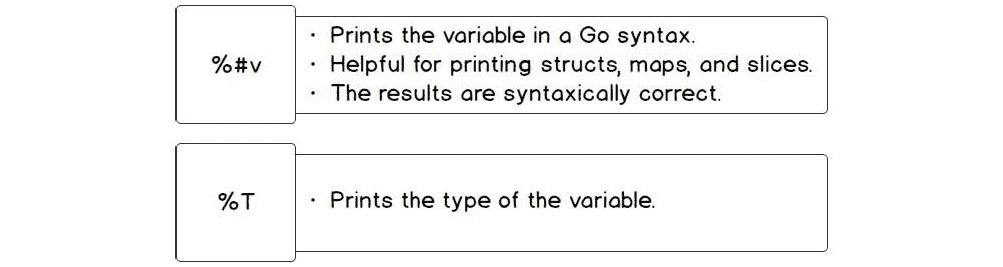 %#v
· Prints the variable in a Go syntax.
· Helpful for printing structs, maps, and slices.
· The results are syntaxically correct.
%T
· Prints the type of the variable.